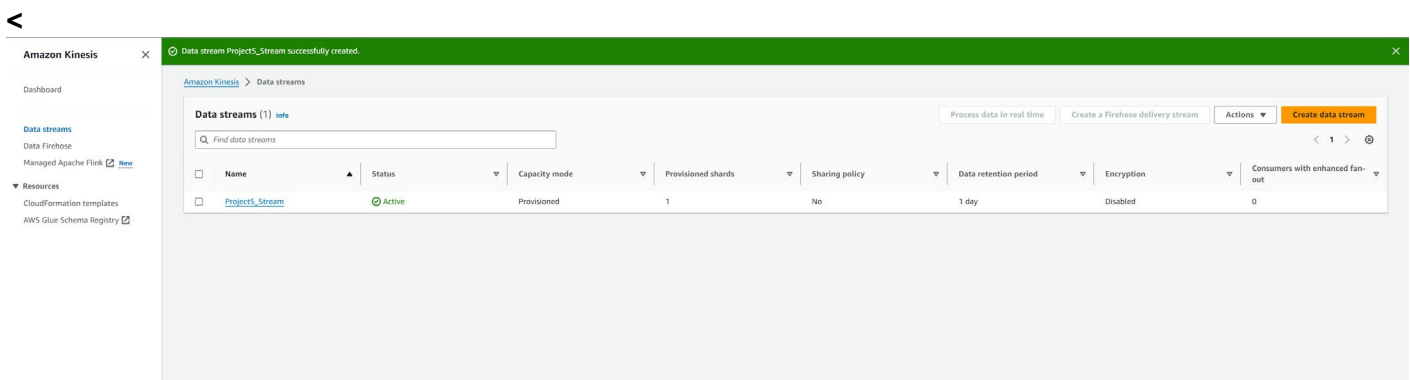 <
Amazon Kinesis
Data stream Project5_Stream successfully created.
Dashboard
Data streams
Data Firehose
Managed Apache Flink New
Resources
CloudFormation templates
AWS Glue Schema Registry
Amazon Kinesis > Data streams
Data streams (1) Info
Process data in real time Create a Firehose delivery stream Actions Create data stream
Find data streams
< 1 >
Name Status Capacity mode Provisioned shards Sharing policy Data retention period Encryption Consumers with enhanced fan-
out
Project5_Stream Active Provisioned 1 No 1 day Disabled 0